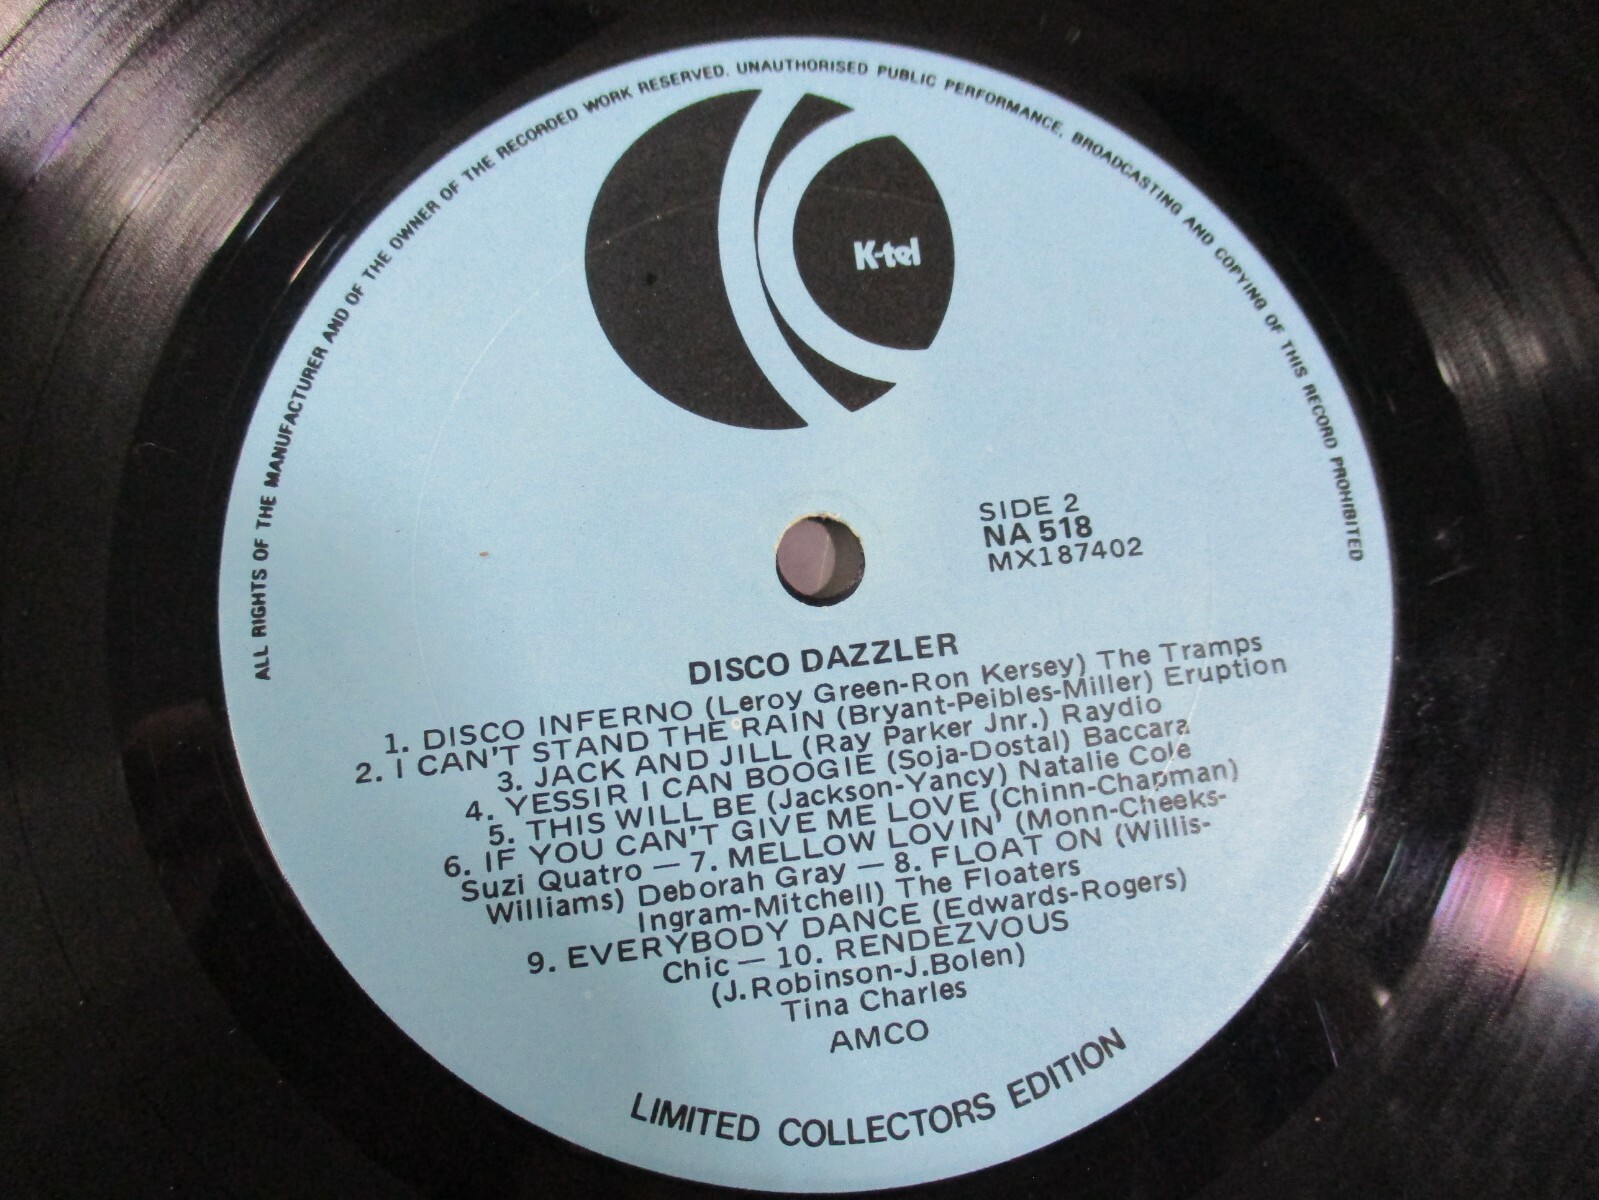 ALL RIGHTS OF THE MANUFACTURER AND OF THE OWNER OF THE RECORDED WORK RESERVED. UNAUTHORISED PUBLIC PERFORMANCE, BROADCASTING AND COPYING OF THIS RECORD PROHIBITED
K-tel
SIDE 2
NA 518
MX187402
DISCO DAZZLER
1. DISCO INFERNO (Leroy Green-Ron Kersey) The Tramps
2. I CAN'T STAND THE RAIN (Bryant-Peibles-Miller) Eruption
3. JACK AND JILL (Ray Parker Jnr.) Raydio
4. YESSIR I CAN BOOGIE (Soja-Dostal) Baccara
5. THIS WILL BE (Jackson-Yancy) Natalie Cole
6. IF YOU CAN'T GIVE ME LOVE (Chinn-Chapman)
Suzi Quatro — 7. MELLOW LOVIN' (Monn-Cheeks-
Williams) Deborah Gray — 8. FLOAT ON (Willis-
Ingram-Mitchell) The Floaters
9. EVERYBODY DANCE (Edwards-Rogers)
Chic — 10. RENDEZVOUS
(J.Robinson-J.Bolen)
Tina Charles
AMCO
LIMITED COLLECTORS EDITION